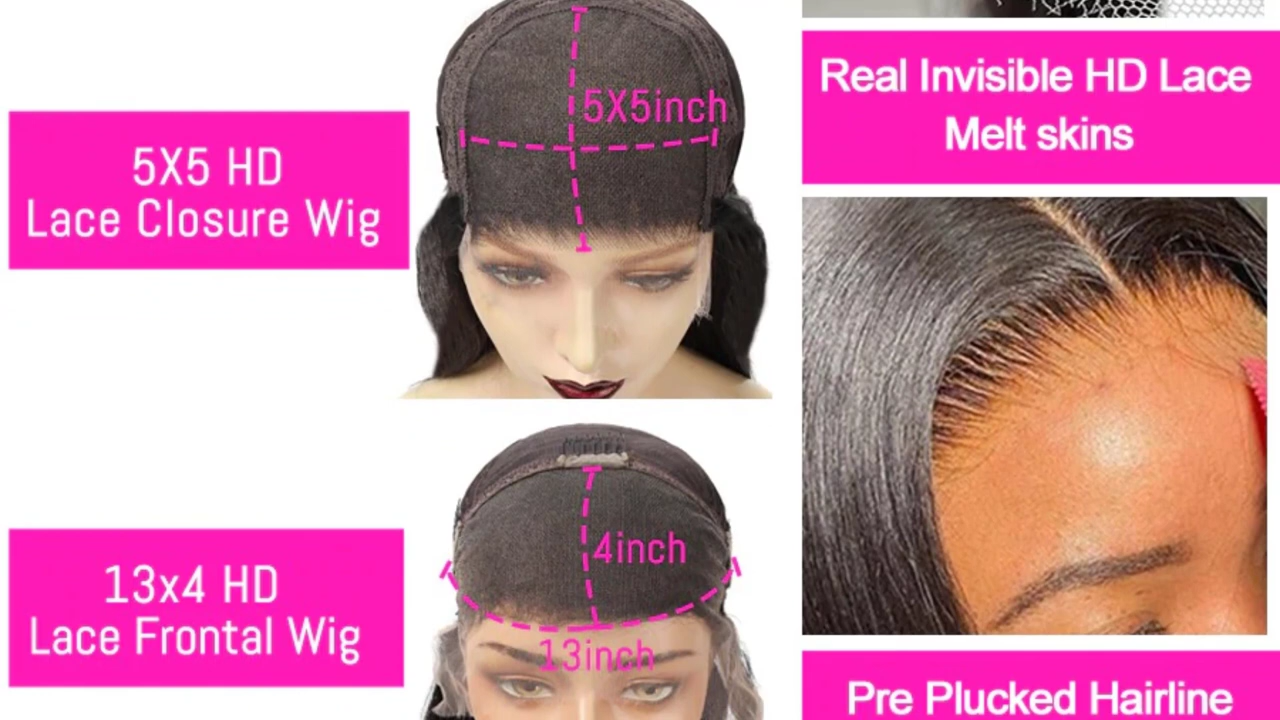 5X5 HD
Lace Closure Wig
5X5inch
13x4 HD
Lace Frontal Wig
4inch
13inch
Real Invisible HD Lace
Melt skins
Pre Plucked Hairline